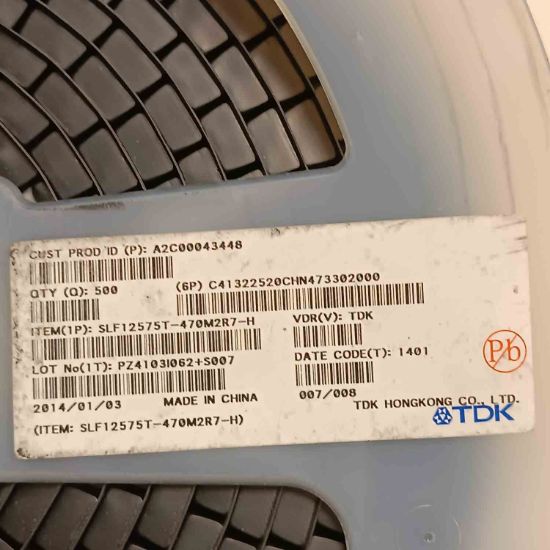 CUST PROD ID (P): A2C00043448
QTY (Q): 500
(6P) C41322520CHN473302000
ITEM(1P): SLF12575T-470M2R7-H
VDR(V): TDK
LOT No(1T): PZ4103I062+S007
DATE CODE(T): 1401
Pb
2014/01/03 MADE IN CHINA
007/008
TDK HONGKONG CO., LTD.
(ITEM: SLF12575T-470M2R7-H)
TDK